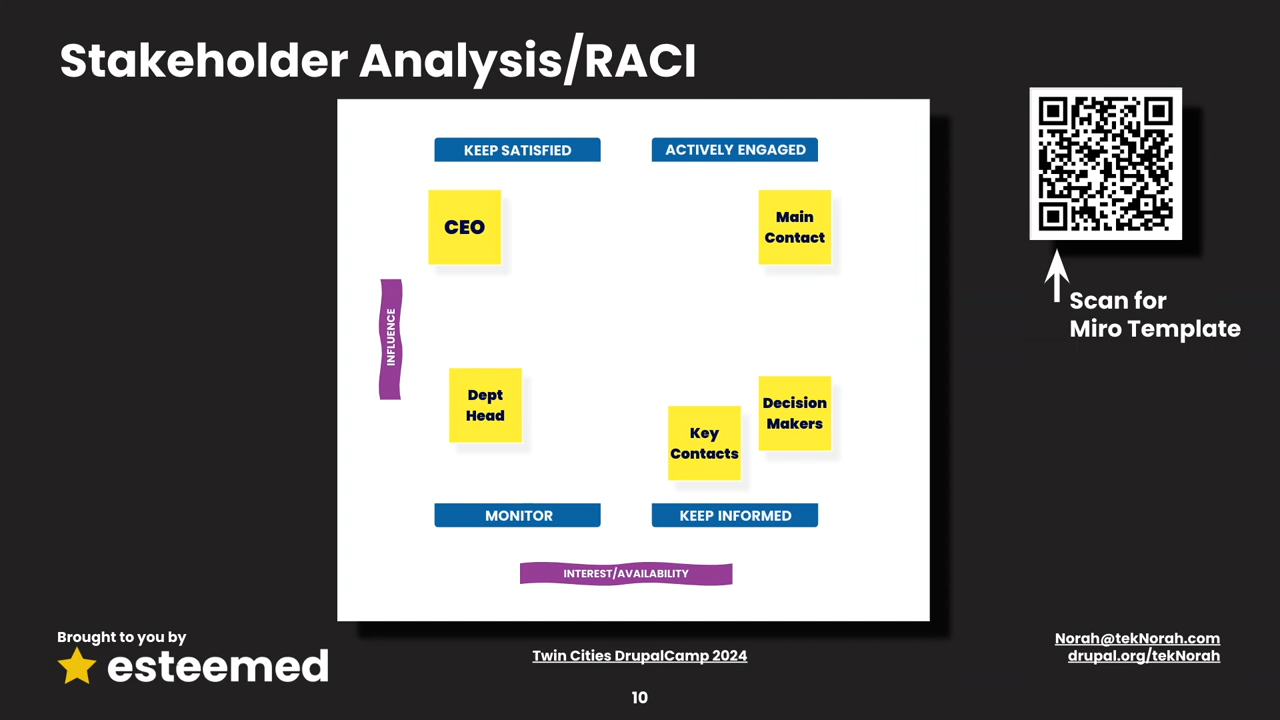 Stakeholder Analysis/RACI
KEEP SATISFIED
ACTIVELY ENGAGED
CEO
Main
Contact
INFLUENCE
Scan for
Miro Template
Dept
Head
Decision
Makers
Key
Contacts
MONITOR
KEEP INFORMED
INTEREST/AVAILABILITY
Brought to you by
esteemed
Twin Cities DrupalCamp 2024
Norah@tekNorah.com
drupal.org/tekNorah
10